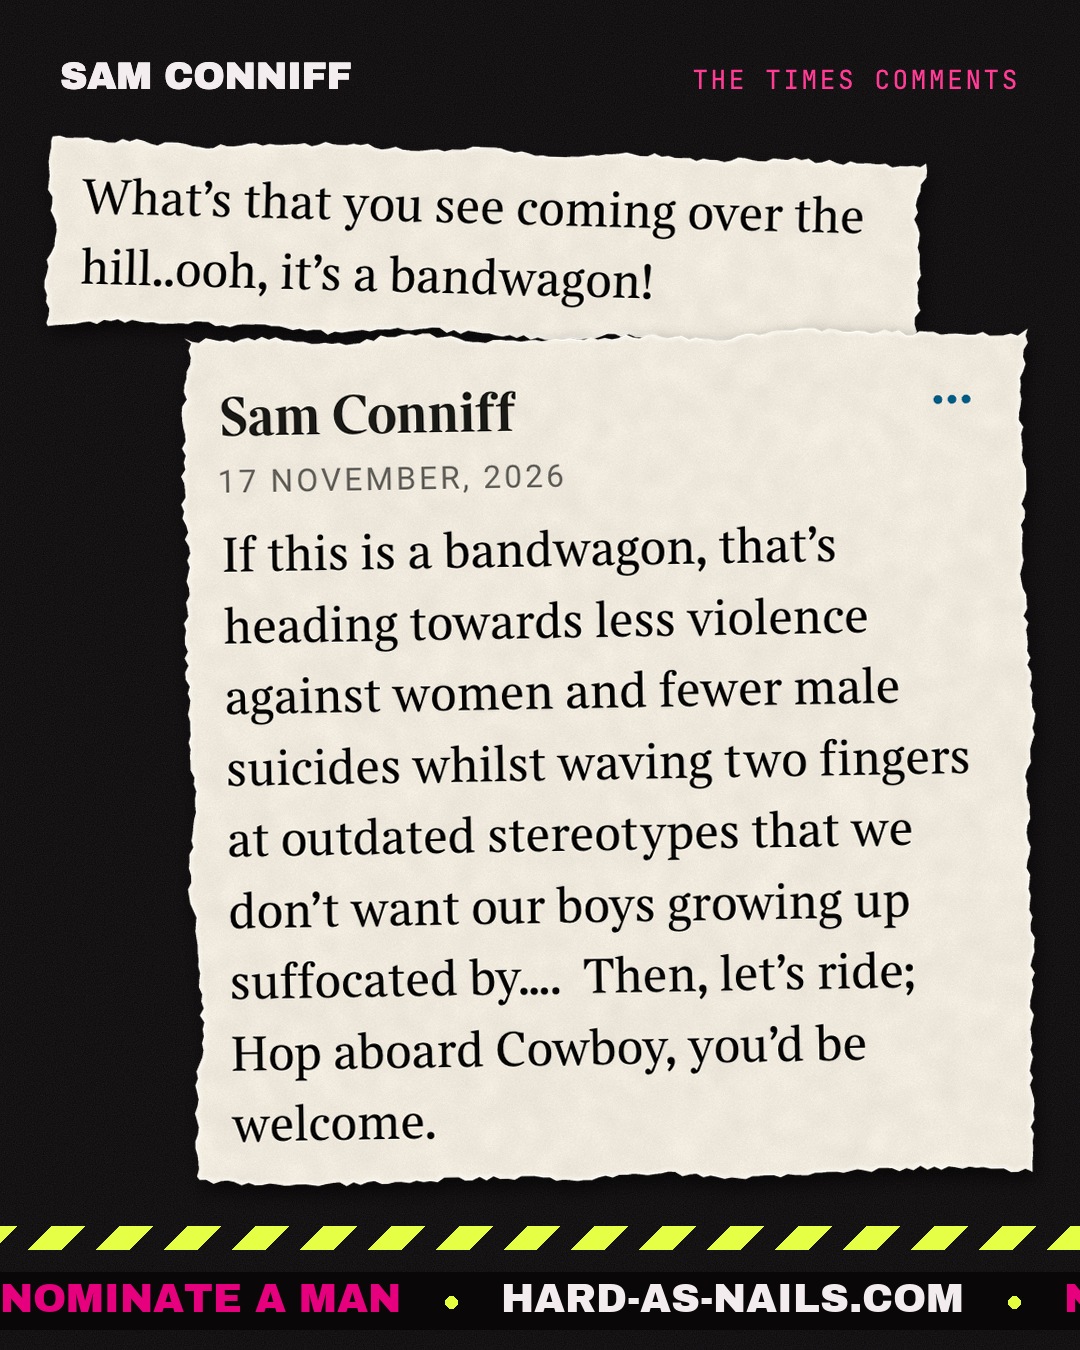 SAM CONNIFF
THE TIMES COMMENTS
What’s that you see coming over the
hill..ooh, it’s a bandwagon!
Sam Conniff
17 NOVEMBER, 2026
If this is a bandwagon, that’s
heading towards less violence
against women and fewer male
suicides whilst waving two fingers
at outdated stereotypes that we
don’t want our boys growing up
suffocated by....  Then, let’s ride;
Hop aboard Cowboy, you’d be
welcome.
NOMINATE A MAN • HARD-AS-NAILS.COM •